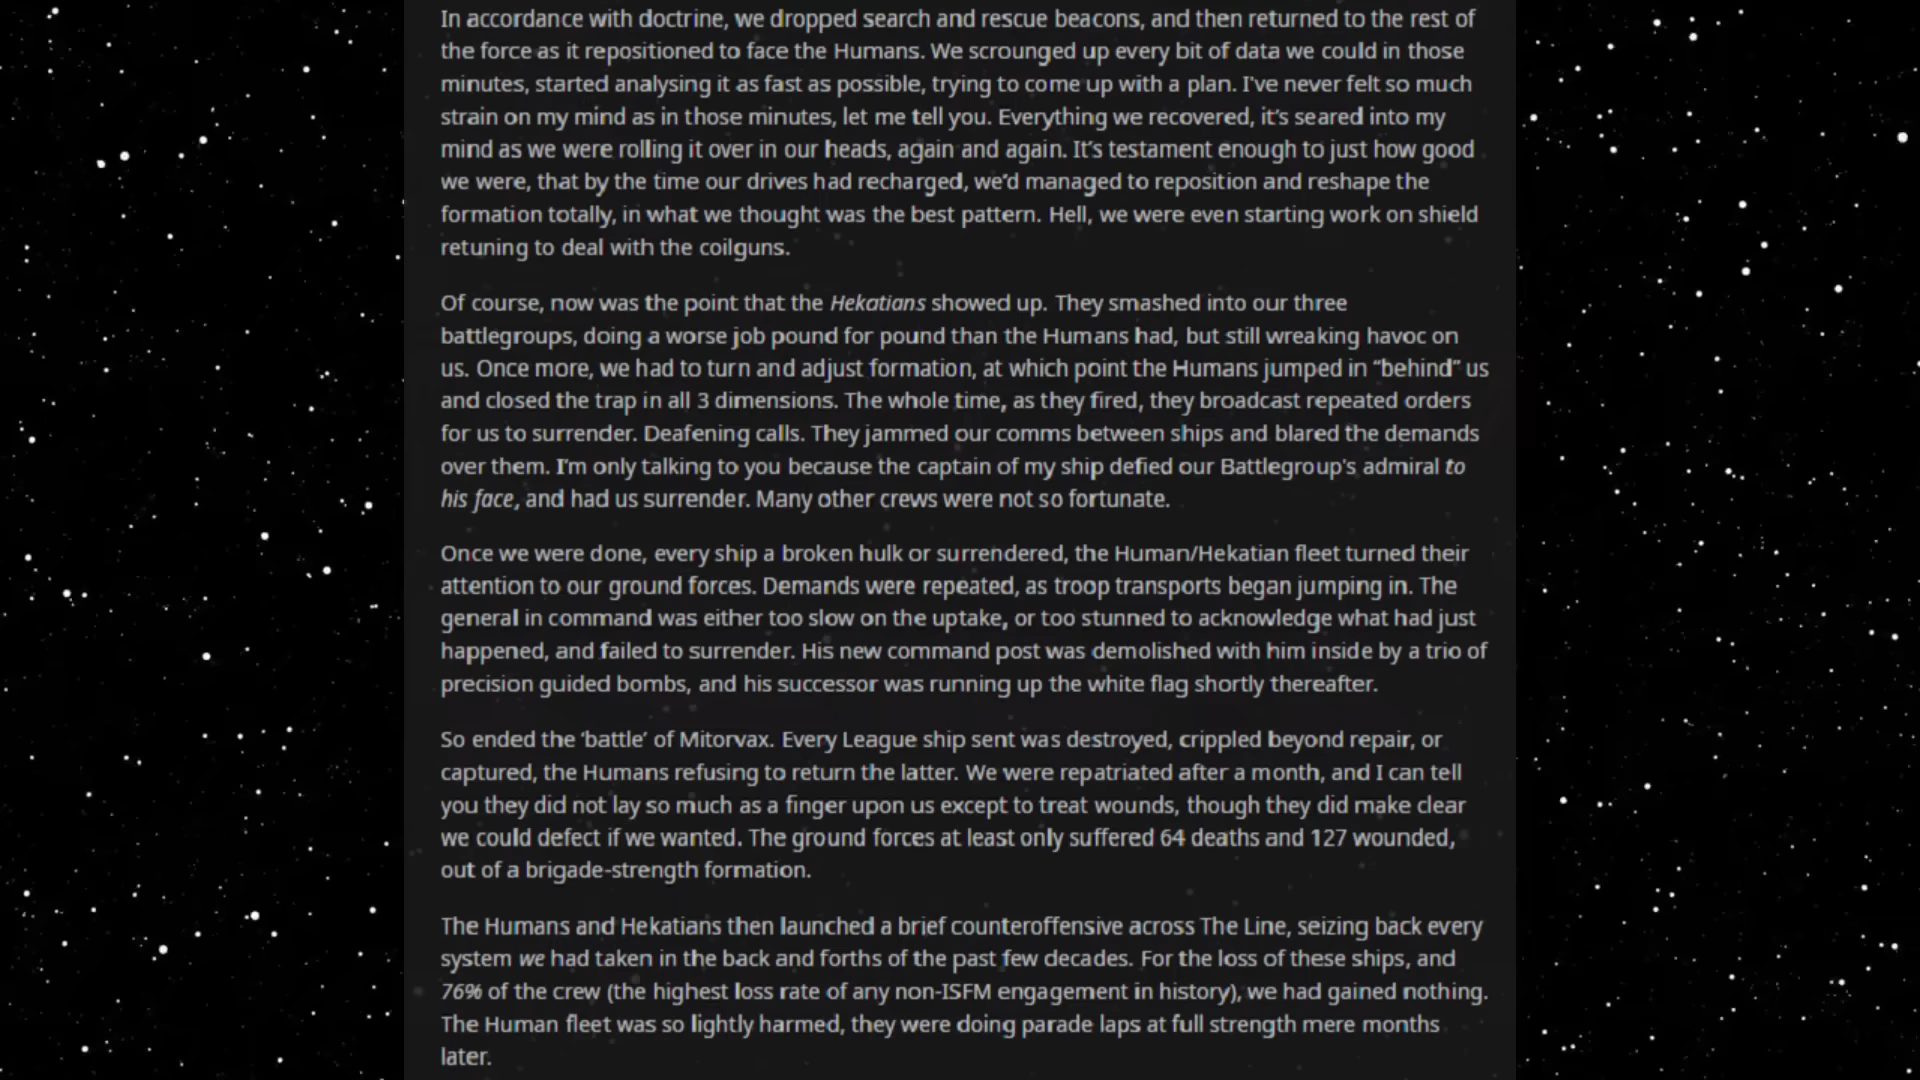 In accordance with doctrine, we dropped search and rescue beacons, and then returned to the rest of
the force as it repositioned to face the Humans. We scrounged up every bit of data we could in those
minutes, started analysing it as fast as possible, trying to come up with a plan. I've never felt so much
strain on my mind as in those minutes, let me tell you. Everything we recovered, it's seared into my
mind as we were rolling it over in our heads, again and again. It's testament enough to just how good
we were, that by the time our drives had recharged, we'd managed to reposition and reshape the
formation totally, in what we thought was the best pattern. Hell, we were even starting work on shield
retuning to deal with the coilguns.
Of course, now was the point that the Hekatians showed up. They smashed into our three
battlegroups, doing a worse job pound for pound than the Humans had, but still wreaking havoc on
us. Once more, we had to turn and adjust formation, at which point the Humans jumped in “behind” us
and closed the trap in all 3 dimensions. The whole time, as they fired, they broadcast repeated orders
for us to surrender. Deafening calls. They jammed our comms between ships and blared the demands
over them. I'm only talking to you because the captain of my ship defied our Battlegroup's admiral to
his face, and had us surrender. Many other crews were not so fortunate.
Once we were done, every ship a broken hulk or surrendered, the Human/Hekatian fleet turned their
attention to our ground forces. Demands were repeated, as troop transports began jumping in. The
general in command was either too slow on the uptake, or too stunned to acknowledge what had just
happened, and failed to surrender. His new command post was demolished with him inside by a trio of
precision guided bombs, and his successor was running up the white flag shortly thereafter.
So ended the ‘battle’ of Mitorvax. Every League ship sent was destroyed, crippled beyond repair, or
captured, the Humans refusing to return the latter. We were repatriated after a month, and I can tell
you they did not lay so much as a finger upon us except to treat wounds, though they did make clear
we could defect if we wanted. The ground forces at least only suffered 64 deaths and 127 wounded,
out of a brigade-strength formation.
The Humans and Hekatians then launched a brief counteroffensive across The Line, seizing back every
system we had taken in the back and forths of the past few decades. For the loss of these ships, and
76% of the crew (the highest loss rate of any non-ISFM engagement in history), we had gained nothing.
The Human fleet was so lightly harmed, they were doing parade laps at full strength mere months
later.